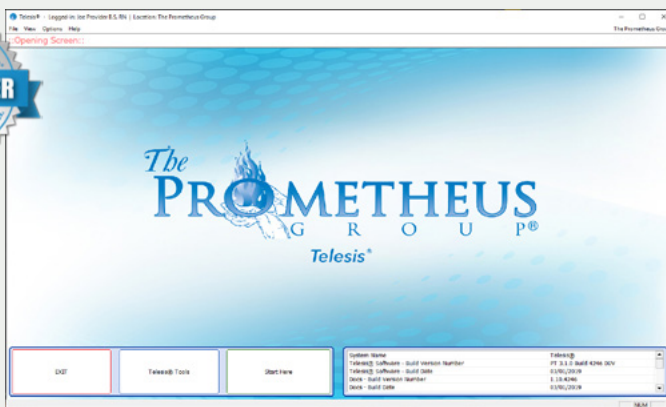 Telesis® - Logged in: Joe Provider B.S. RN | Location: The Prometheus Group
File View Options Help
The Prometheus Group
::Opening Screen::
The
PROMETHEUS
GROUP®
Telesis®
EXIT
Telesis® Tools
Start Here
System Name Telesis®
Telesis® Software - Build Version Number PT 3.1.0 Build 4246 DEV
Telesis® Software - Build Date 03/01/2019
Docs - Build Version Number 1.10.4246
Docs - Build Date 03/01/2019
NUM